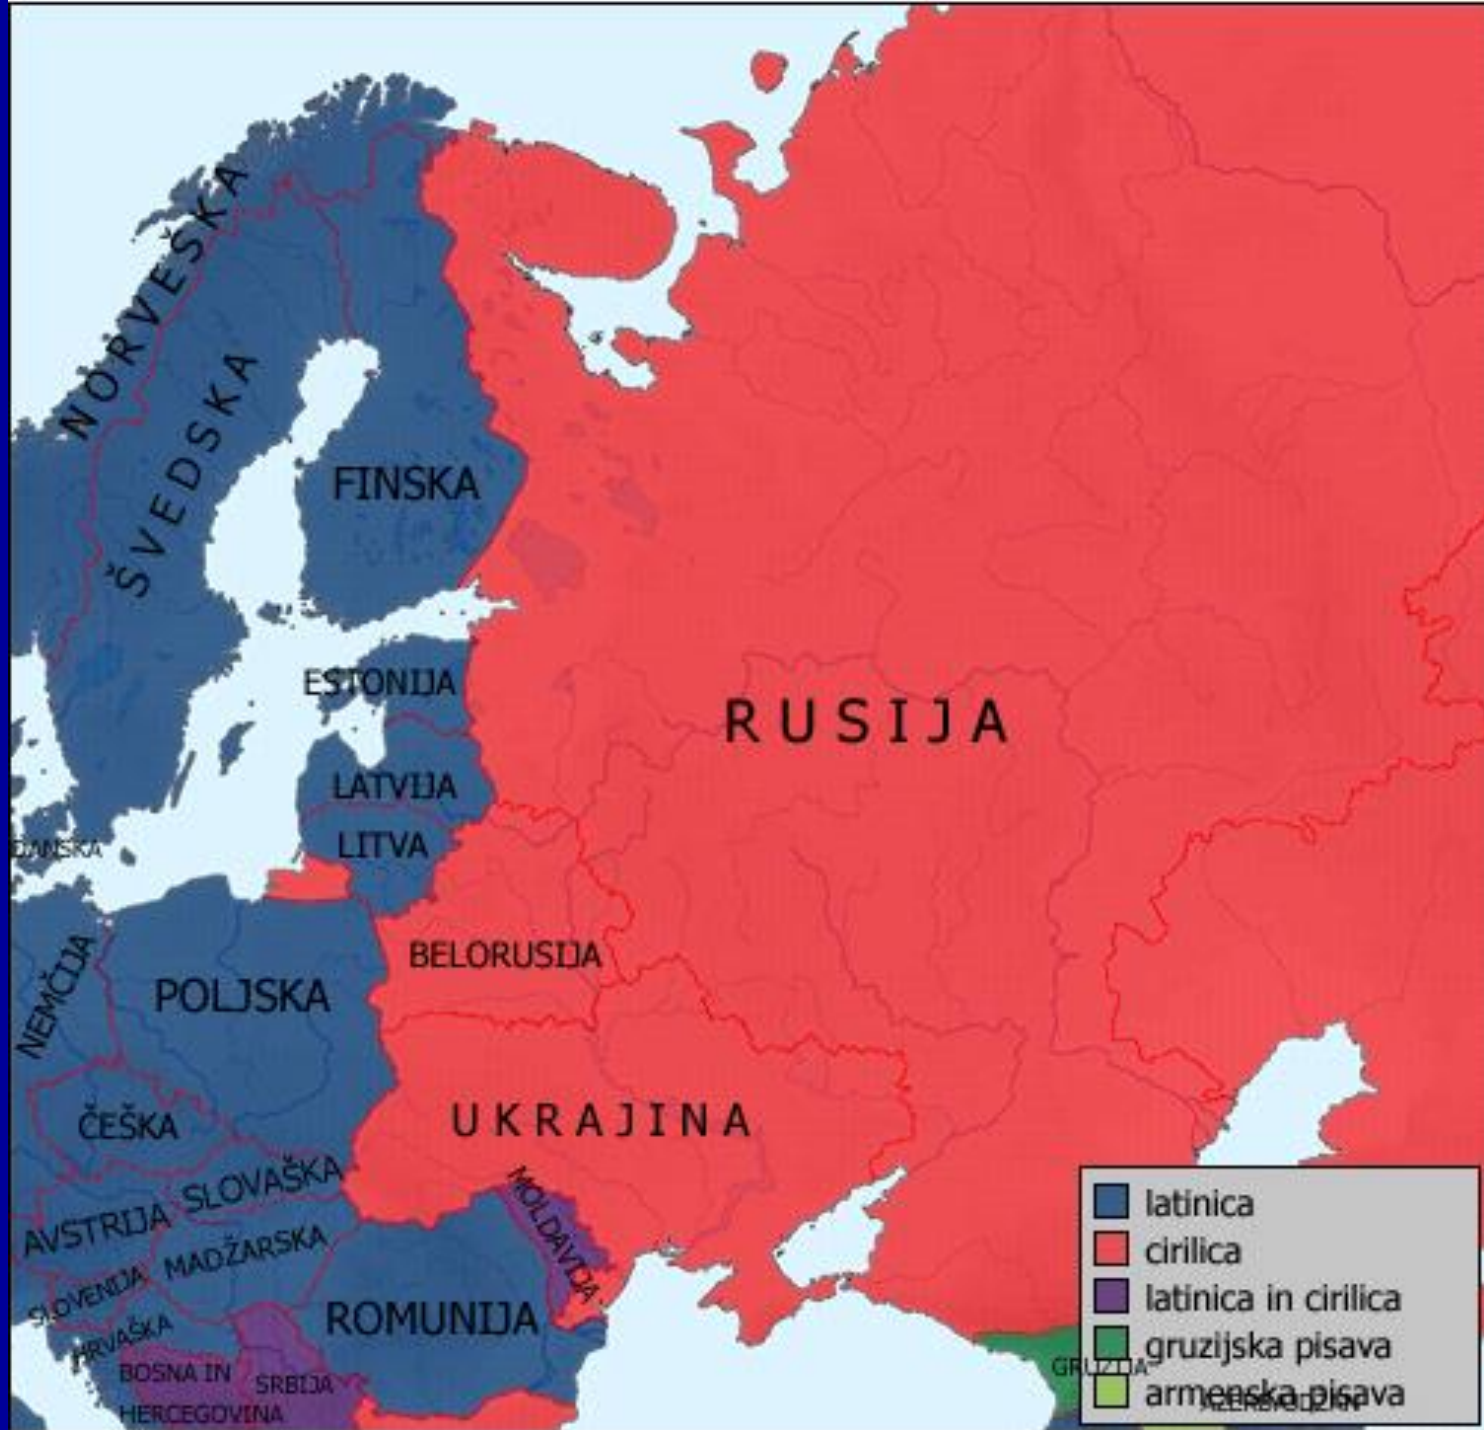 NORVEŠKA
ŠVEDSKA
FINSKA
ESTONIJA
RUSIJA
LATVIJA
LITVA
DANSKA
NEMČIJA
BELORUSIJA
POLJSKA
ČEŠKA
UKRAJINA
SLOVAŠKA
AVSTRIJA
MADŽARSKA
MOLDAVIJA
SLOVENIJA
HRVAŠKA
ROMUNIJA
BOSNA IN
HERCEGOVINA
SRBIJA
latinica
cirilica
latinica in cirilica
gruzijska pisava
GRUZIJA
armenska pisava
AZERBAJDŽAN